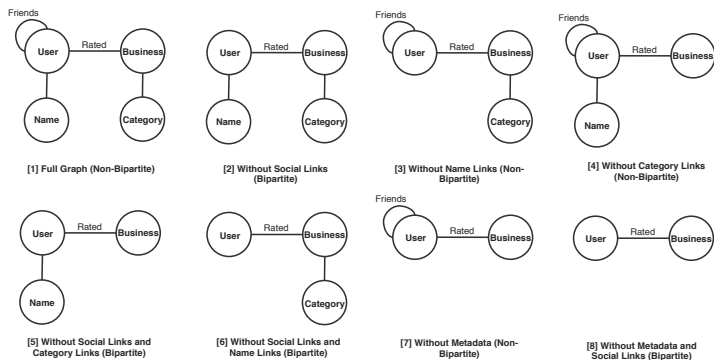 Friends
User
Rated
Business
Name
Category
[1] Full Graph (Non-Bipartite)
User
Rated
Business
Name
Category
[2] Without Social Links
(Bipartite)
Friends
User
Rated
Business
Category
[3] Without Name Links (Non-
Bipartite)
Friends
User
Rated
Business
Name
[4] Without Category Links
(Non-Bipartite)
User
Rated
Business
Name
[5] Without Social Links and
Category Links (Bipartite)
User
Rated
Business
Category
[6] Without Social Links and
Name Links (Bipartite)
Friends
User
Rated
Business
[7] Without Metadata (Non-
Bipartite)
User
Rated
Business
[8] Without Metadata and
Social Links (Bipartite)